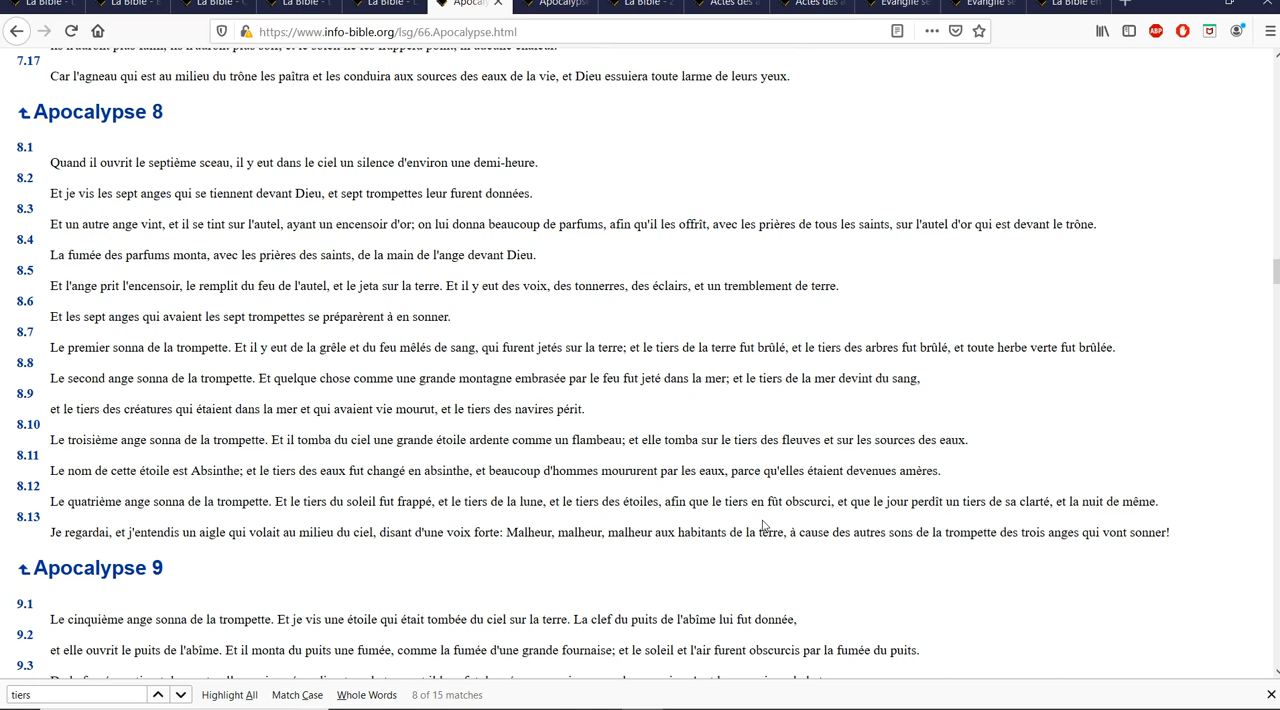 La Bible -
La Bible - E
La Bible - C
La Bible - L
La Bible - L
Apocaly
Apocalyps
La Bible - 2
Actes des a
Actes des a
Evangile se
Evangile se
La Bible en
https://www.info-bible.org/lsg/66.Apocalypse.html
7.17
Car l'agneau qui est au milieu du trône les paîtra et les conduira aux sources des eaux de la vie, et Dieu essuiera toute larme de leurs yeux.
Apocalypse 8
8.1
Quand il ouvrit le septième sceau, il y eut dans le ciel un silence d'environ une demi-heure.
8.2
Et je vis les sept anges qui se tiennent devant Dieu, et sept trompettes leur furent données.
8.3
Et un autre ange vint, et il se tint sur l'autel, ayant un encensoir d'or; on lui donna beaucoup de parfums, afin qu'il les offrît, avec les prières de tous les saints, sur l'autel d'or qui est devant le trône.
8.4
La fumée des parfums monta, avec les prières des saints, de la main de l'ange devant Dieu.
8.5
Et l'ange prit l'encensoir, le remplit du feu de l'autel, et le jeta sur la terre. Et il y eut des voix, des tonnerres, des éclairs, et un tremblement de terre.
8.6
Et les sept anges qui avaient les sept trompettes se préparèrent à en sonner.
8.7
Le premier sonna de la trompette. Et il y eut de la grêle et du feu mêlés de sang, qui furent jetés sur la terre; et le tiers de la terre fut brûlé, et le tiers des arbres fut brûlé, et toute herbe verte fut brûlée.
8.8
Le second ange sonna de la trompette. Et quelque chose comme une grande montagne embrasée par le feu fut jeté dans la mer; et le tiers de la mer devint du sang,
8.9
et le tiers des créatures qui étaient dans la mer et qui avaient vie mourut, et le tiers des navires périt.
8.10
Le troisième ange sonna de la trompette. Et il tomba du ciel une grande étoile ardente comme un flambeau; et elle tomba sur le tiers des fleuves et sur les sources des eaux.
8.11
Le nom de cette étoile est Absinthe; et le tiers des eaux fut changé en absinthe, et beaucoup d'hommes moururent par les eaux, parce qu'elles étaient devenues amères.
8.12
Le quatrième ange sonna de la trompette. Et le tiers du soleil fut frappé, et le tiers de la lune, et le tiers des étoiles, afin que le tiers en fût obscurci, et que le jour perdît un tiers de sa clarté, et la nuit de même.
8.13
Je regardai, et j'entendis un aigle qui volait au milieu du ciel, disant d'une voix forte: Malheur, malheur, malheur aux habitants de la terre, à cause des autres sons de la trompette des trois anges qui vont sonner!
Apocalypse 9
9.1
Le cinquième ange sonna de la trompette. Et je vis une étoile qui était tombée du ciel sur la terre. La clef du puits de l'abîme lui fut donnée,
9.2
et elle ouvrit le puits de l'abîme. Et il monta du puits une fumée, comme la fumée d'une grande fournaise; et le soleil et l'air furent obscurcis par la fumée du puits.
9.3
tiers
Highlight All
Match Case
Whole Words
8 of 15 matches